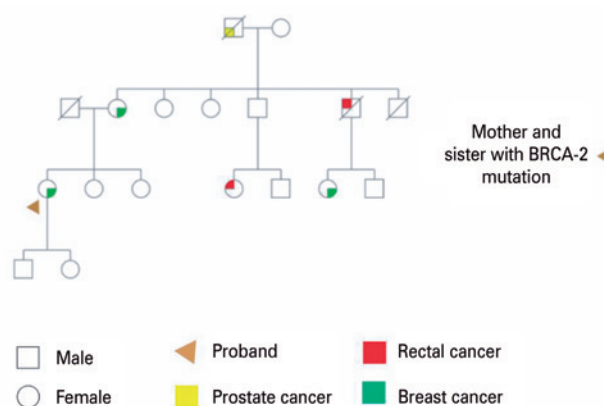 Mother and
sister with BRCA-2
mutation
Male
Proband
Rectal cancer
Female
Prostate cancer
Breast cancer